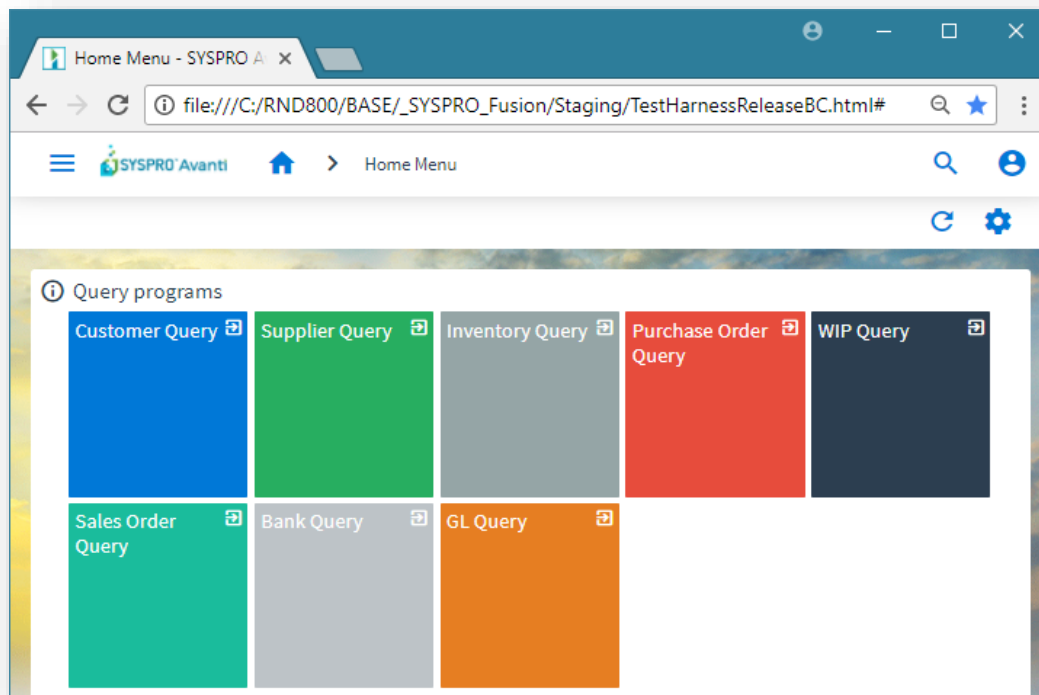 Home Menu - SYSPRO A
file:///C:/RND800/BASE/_SYSPRO_Fusion/Staging/TestHarnessReleaseBC.html#
SYSPRO Avanti
Home Menu
Query programs
Customer Query
Supplier Query
Inventory Query
Purchase Order
Query
WIP Query
Sales Order
Query
Bank Query
GL Query